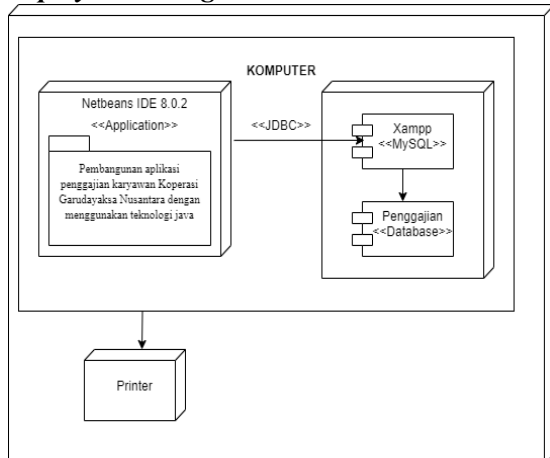 KOMPUTER
Netbeans IDE 8.0.2
<<Application>>
Pembangunan aplikasi
penggajian karyawan Koperasi
Garudayaksa Nusantara dengan
menggunakan teknologi java
<<JDBC>>
Xampp
<<MySQL>>
Penggajian
<<Database>>
Printer